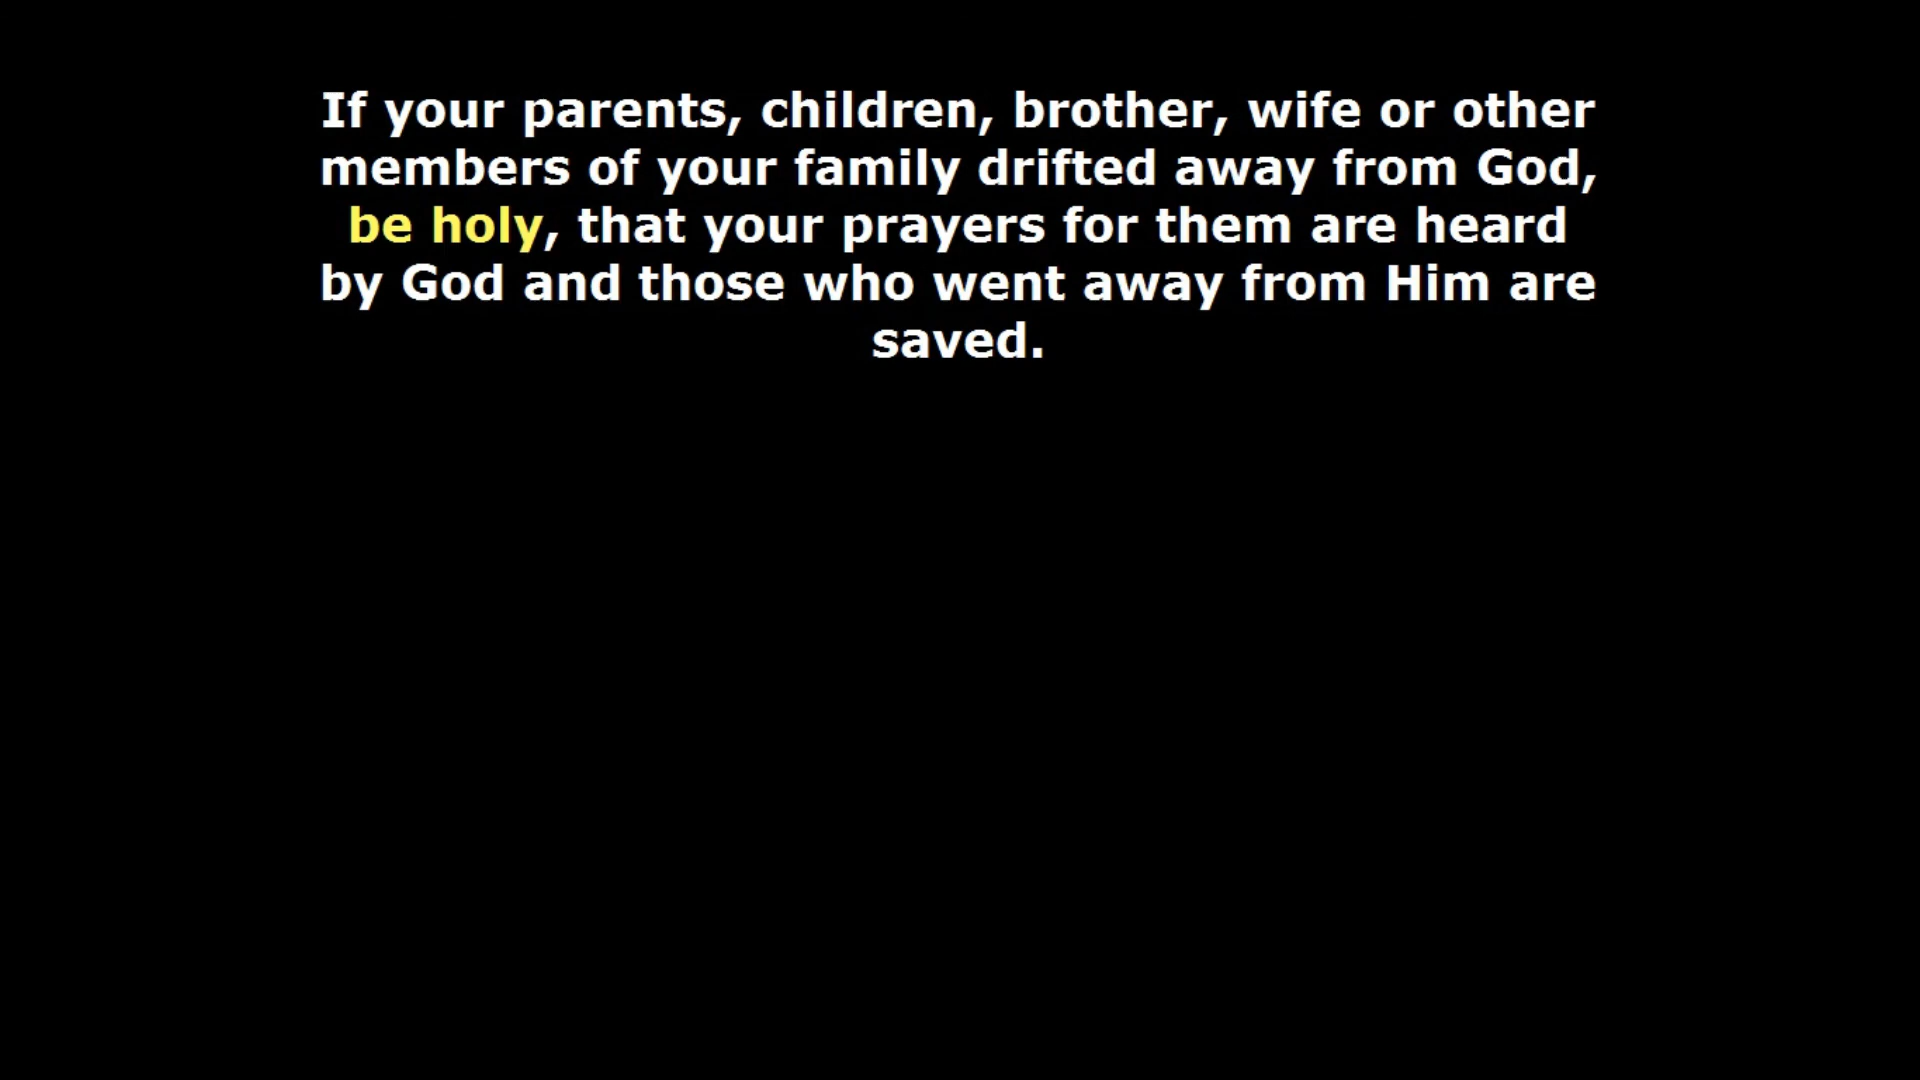 If your parents, children, brother, wife or other
members of your family drifted away from God,
be holy, that your prayers for them are heard
by God and those who went away from Him are
saved.